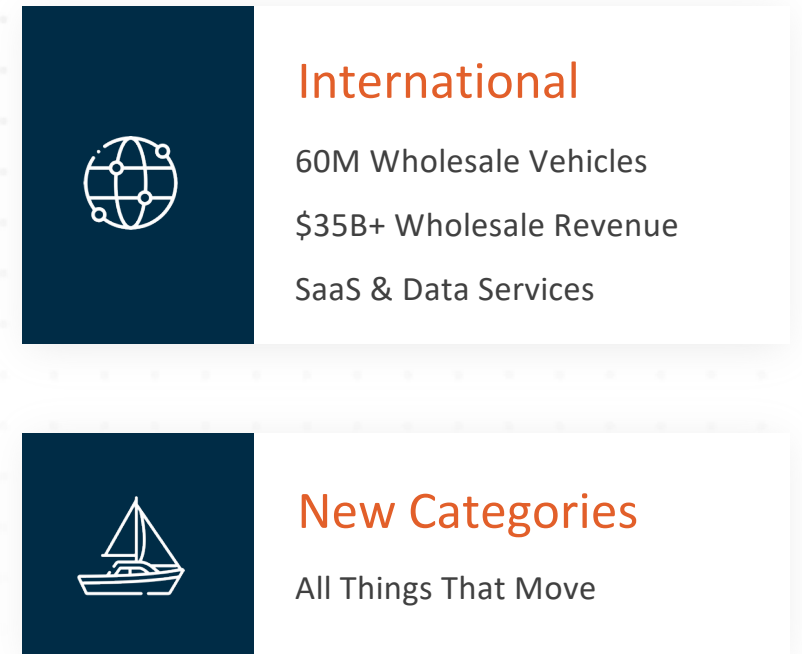 International
60M Wholesale Vehicles
$35B+ Wholesale Revenue
SaaS & Data Services
New Categories
All Things That Move